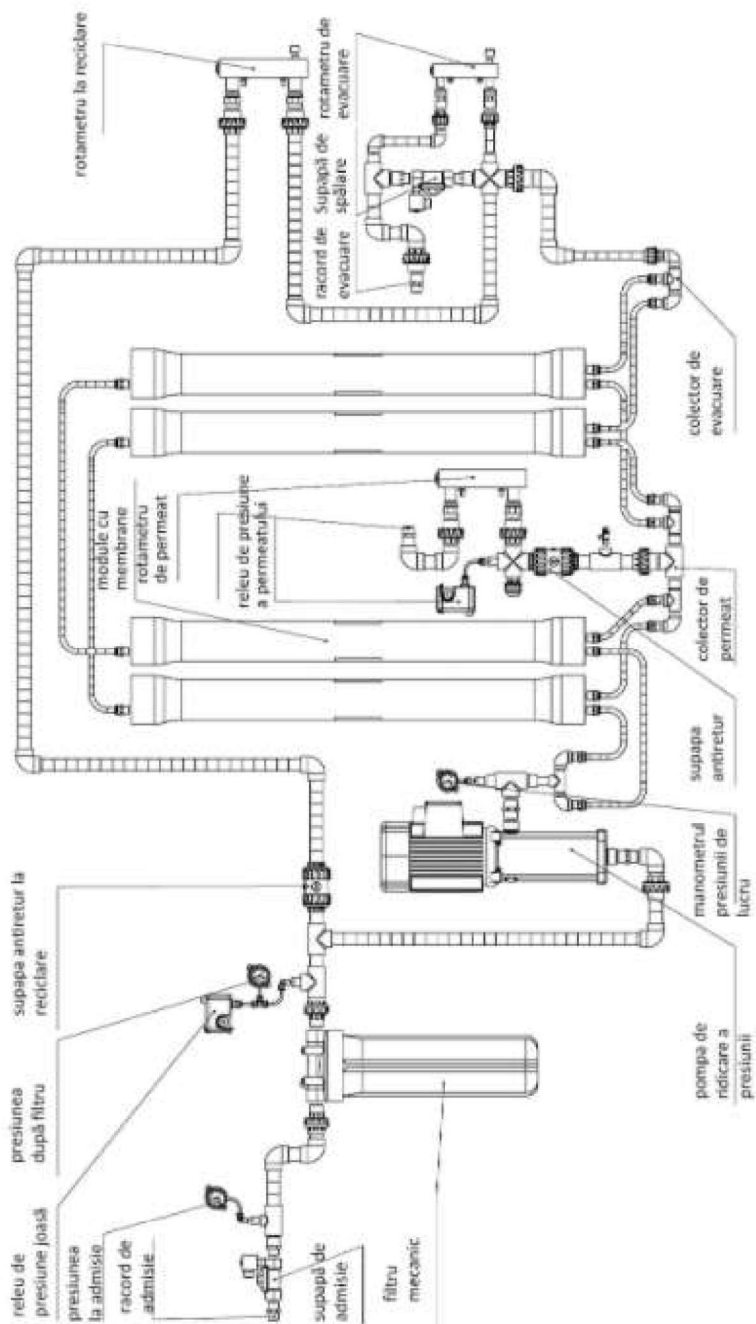 releu de
presiune joasă
presiunea
după filtru
supapa antiretur la
reciclare
rotametru la reciclare
presiunea
la admisie
racord de
admisie
supapă de
admisie
filtru
mecanic
module cu
membrane
rotametru
de permeat
releu de presiune
a permeatului
racord de
evacuare
Supapă de
spălare
rotametru de
evacuare
pompa de
ridicare a
presiunii
manometrul
presiunii de
lucru
supapa
antiretur
colector de
permeat
colector de
evacuare